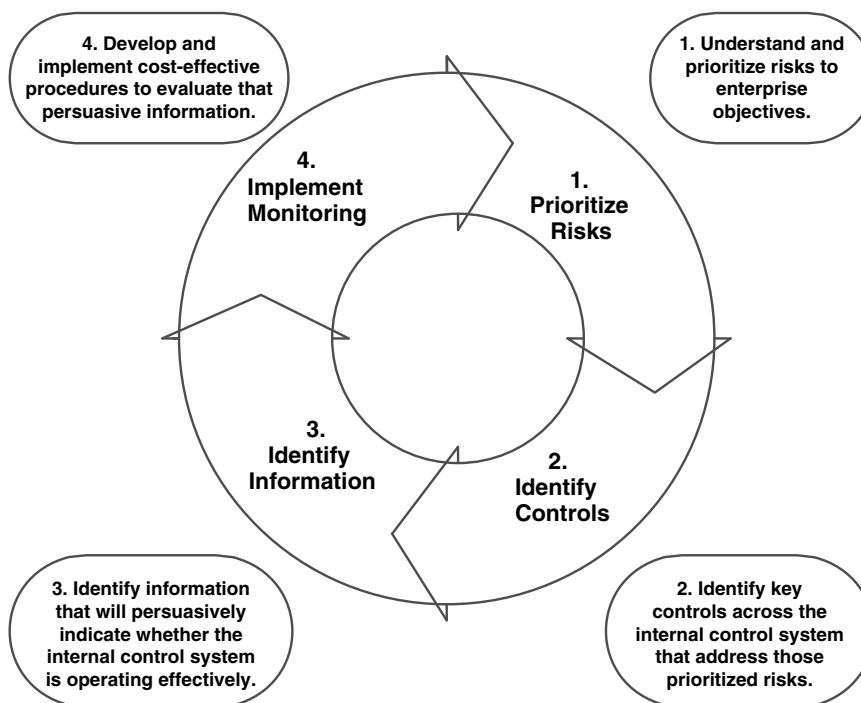 4. Develop and
implement cost-effective
procedures to evaluate that
persuasive information.
1. Understand and
prioritize risks to
enterprise
objectives.
4.
Implement
Monitoring
1.
Prioritize
Risks
3.
Identify
Information
2.
Identify
Controls
3. Identify information
that will persuasively
indicate whether the
internal control system
is operating effectively.
2. Identify key
controls across the
internal control system
that address those
prioritized risks.